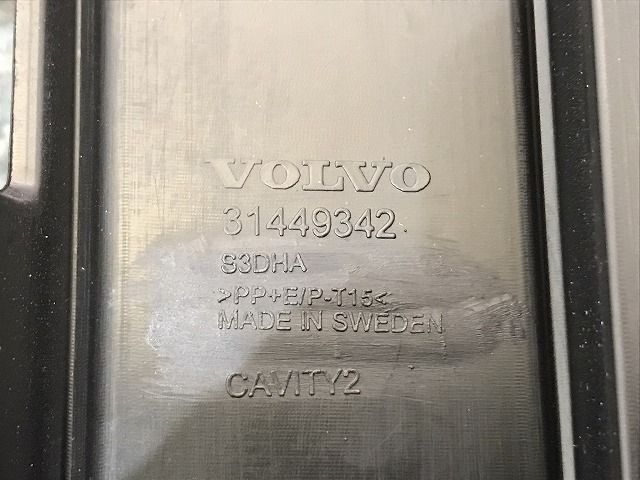 VOLVO
31449342
S3DHA
>PP+E/P-T15<
MADE IN SWEDEN
CAVITY2